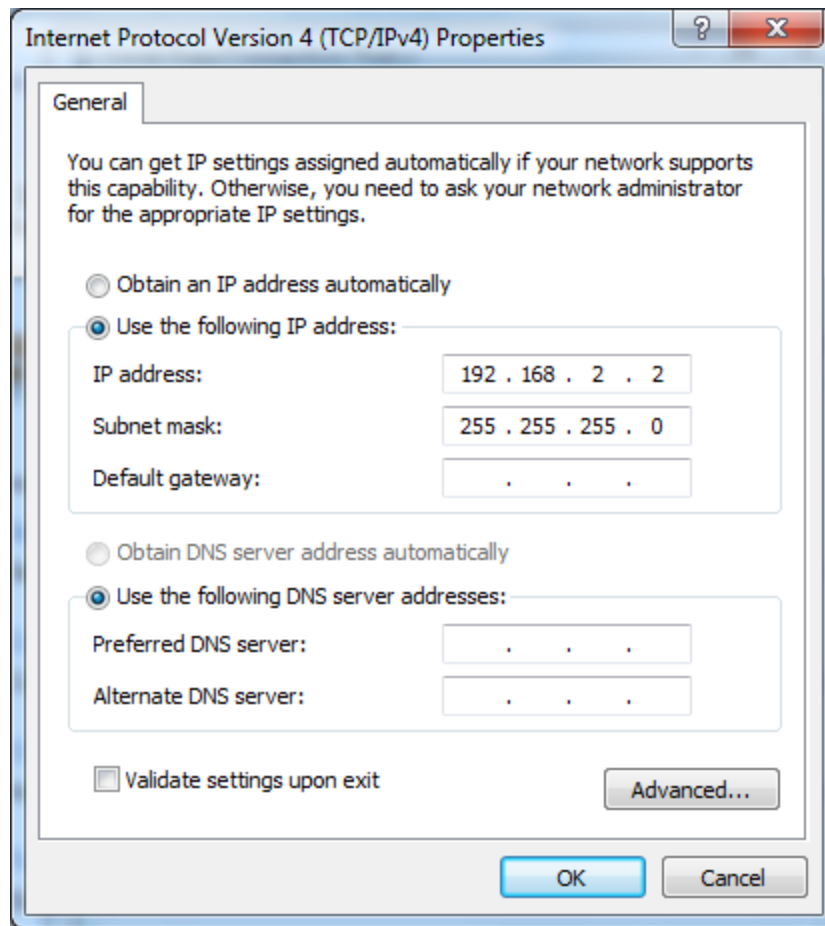 Internet Protocol Version 4 (TCP/IPv4) Properties
General
You can get IP settings assigned automatically if your network supports
this capability. Otherwise, you need to ask your network administrator
for the appropriate IP settings.
Obtain an IP address automatically
Use the following IP address:
IP address: 192 . 168 . 2 . 2
Subnet mask: 255 . 255 . 255 . 0
Default gateway: . . .
Obtain DNS server address automatically
Use the following DNS server addresses:
Preferred DNS server: . . .
Alternate DNS server: . . .
Validate settings upon exit
Advanced...
OK Cancel